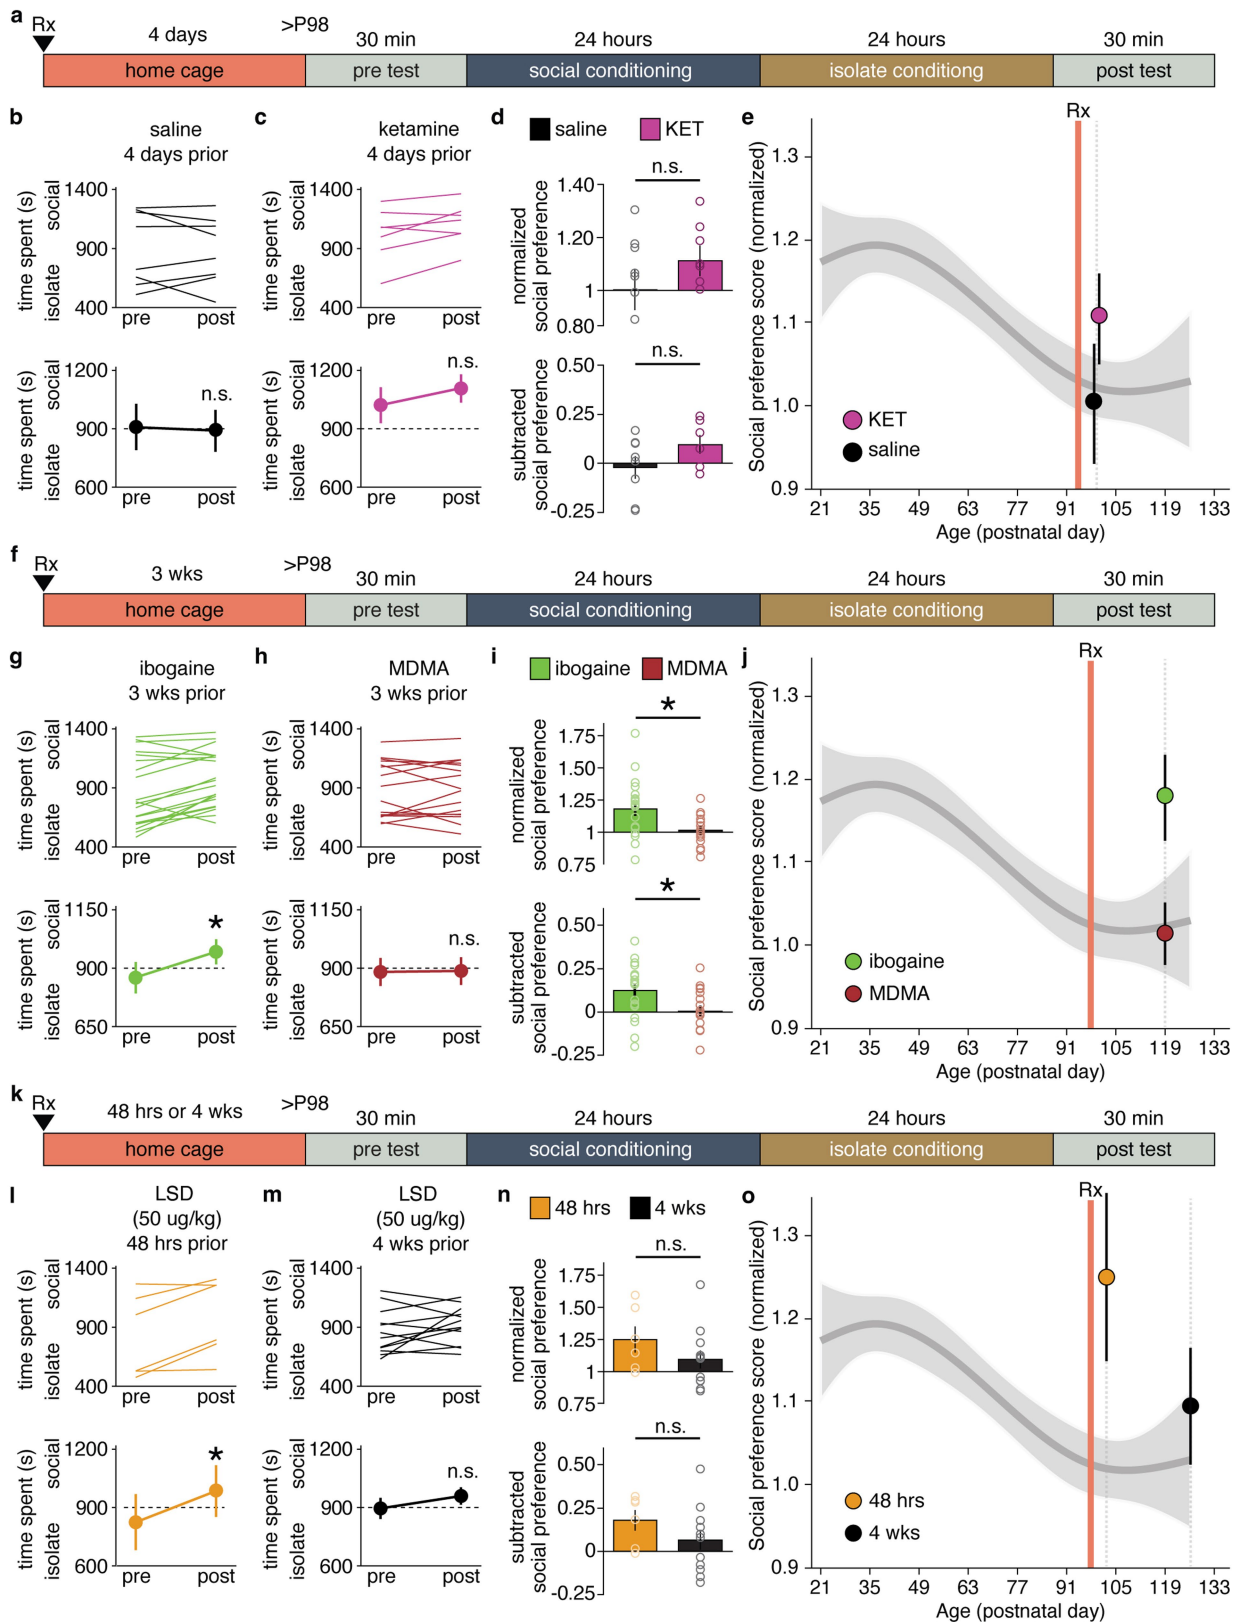 a
Rx
4 days
>P98
30 min
24 hours
24 hours
30 min
home cage
pre test
social conditioning
isolate conditiong
post test
b
saline
4 days prior
time spent (s)
isolate social
1400
900
400
pre post
time spent (s)
isolate social
1200
900
600
n.s.
pre post
c
ketamine
4 days prior
time spent (s)
isolate social
1400
900
400
pre post
time spent (s)
isolate social
1200
900
600
n.s.
pre post
d
saline KET
n.s.
normalized
social preference
1.40
1.20
1
0.80
n.s.
subtracted
social preference
0.50
0.25
0
-0.25
e
Rx
Social preference score (normalized)
1.3
1.2
1.1
1.0
0.9
KET
saline
21 35 49 63 77 91 105 119 133
Age (postnatal day)
f
Rx
3 wks
>P98
30 min
24 hours
24 hours
30 min
home cage
pre test
social conditioning
isolate conditiong
post test
g
ibogaine
3 wks prior
time spent (s)
isolate social
1400
900
400
pre post
time spent (s)
isolate social
1150
900
650
*
pre post
h
MDMA
3 wks prior
time spent (s)
isolate social
1400
900
400
pre post
time spent (s)
isolate social
1150
900
650
n.s.
pre post
i
ibogaine MDMA
*
normalized
social preference
1.75
1.50
1.25
1
0.75
*
subtracted
social preference
0.50
0.25
0
-0.25
j
Rx
Social preference score (normalized)
1.3
1.2
1.1
1.0
0.9
ibogaine
MDMA
21 35 49 63 77 91 105 119 133
Age (postnatal day)
k
Rx
48 hrs or 4 wks
>P98
30 min
24 hours
24 hours
30 min
home cage
pre test
social conditioning
isolate conditiong
post test
l
LSD
(50 ug/kg)
48 hrs prior
time spent (s)
isolate social
1400
900
400
pre post
time spent (s)
isolate social
1200
900
600
*
pre post
m
LSD
(50 ug/kg)
4 wks prior
time spent (s)
isolate social
1400
900
400
pre post
time spent (s)
isolate social
1200
900
600
n.s.
pre post
n
48 hrs 4 wks
n.s.
normalized
social preference
1.75
1.50
1.25
1
0.75
n.s.
subtracted
social preference
0.50
0.25
0
-0.25
o
Rx
Social preference score (normalized)
1.3
1.2
1.1
1.0
0.9
48 hrs
4 wks
21 35 49 63 77 91 105 119 133
Age (postnatal day)